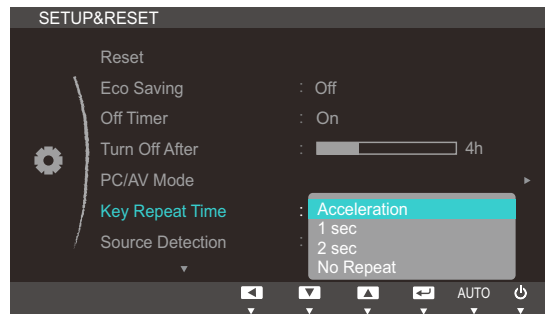 SETUP&RESET
Reset
Eco Saving : Off
Off Timer : On
Turn Off After : 4h
PC/AV Mode
Key Repeat Time : Acceleration
1 sec
Source Detection : 2 sec
No Repeat
AUTO